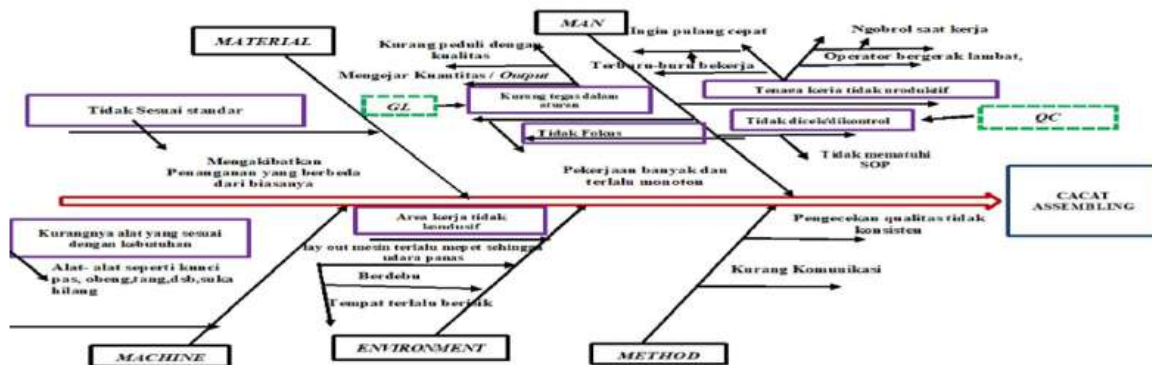 MATERIAL
MAN
Kurang peduli dengan
kualitas
Mengejar Kuantitas / Output
Ingin pulang cepat
Terburu-buru bekerja
Ngobrol saat kerja
Operator bergerak lambat,
Tenaga kerja tidak produktif
GL
Kurang tegas dalam
aturan
Tidak Sesuai standar
Tidak Fokus
Tidak dicek/dikontrol
QC
Tidak mematuhi
SOP
Mengakibatkan
Penanganan yang berbeda
dari biasanya
Pekerjaan banyak dan
terlalu monoton
CACAT
ASSEMBLING
Kurangnya alat yang sesuai
dengan kebutuhan
Alat- alat seperti kunci
pas, obeng,tang,dsb,suka
hilang
Area kerja tidak
kondusif
lay out mesin terlalu mepet sehingga
udara panas
Berdebu
Tempat terlalu berisik
Pengecekan qualitas tidak
konsisten
Kurang Komunikasi
MACHINE
ENVIRONMENT
METHOD